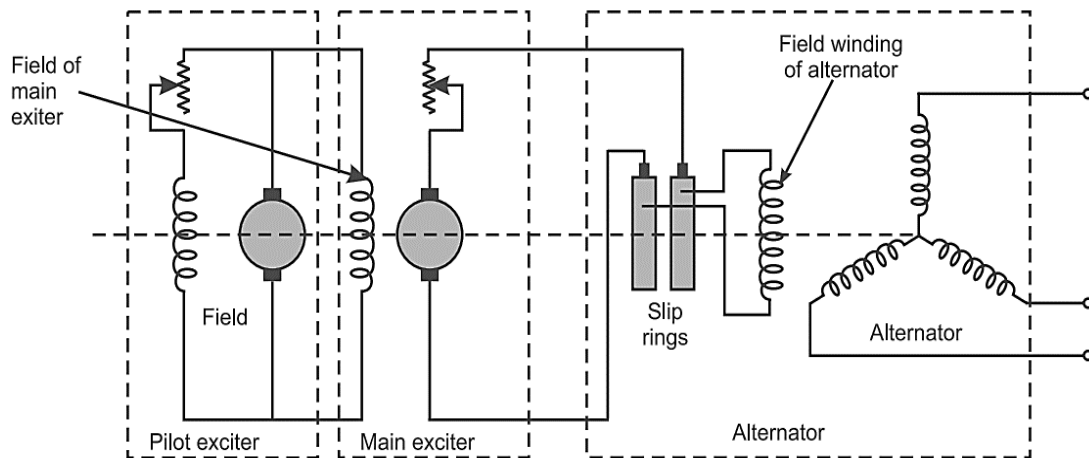 Field of
main
exiter
Field winding
of alternator
Field
Slip
rings
Alternator
Pilot exciter
Main exciter
Alternator